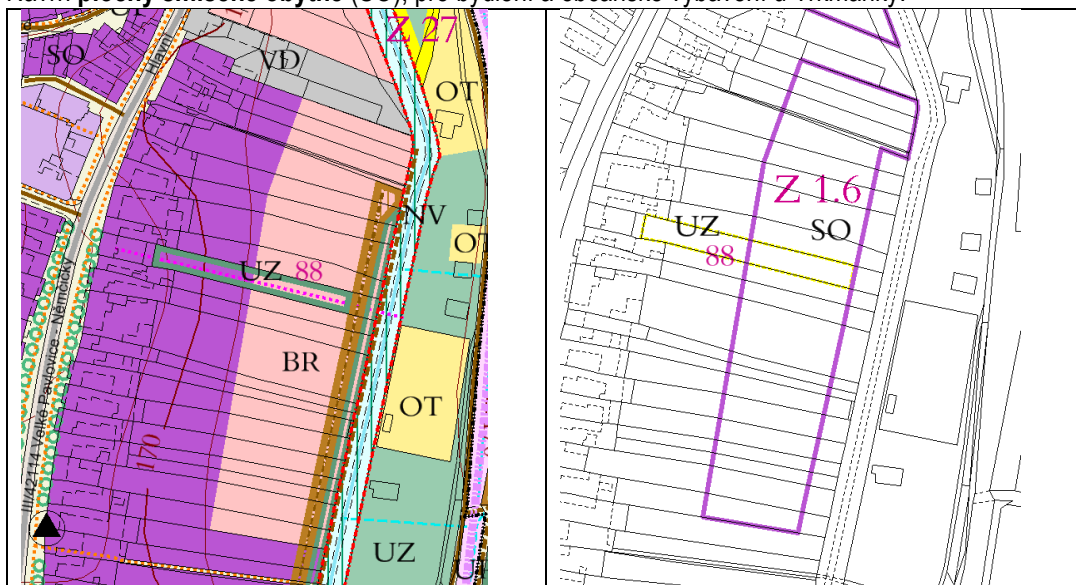 Z 27
SO
Hlavní
VD
OT
NV
OT
UZ 88
BR
OT
170
III/42114 Velké Pavlovice - Němčičky
UZ
Z 1.6
UZ
SO
88